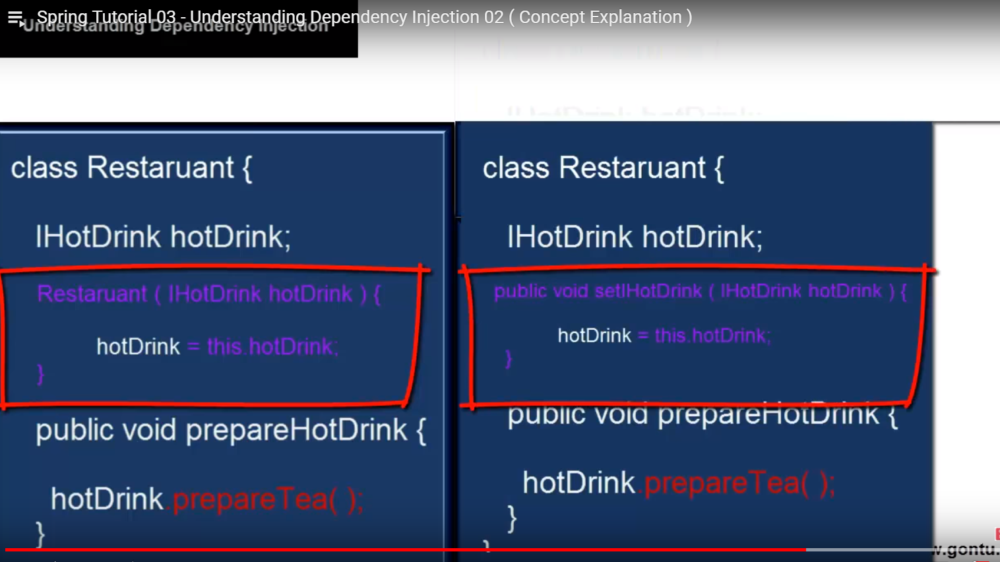 Spring Tutorial 03 - Understanding Dependency Injection 02 ( Concept Explanation )
Understanding Dependency Injection
class Restaruant {
IHotDrink hotDrink;
Restaruant ( IHotDrink hotDrink ) {
hotDrink = this.hotDrink;
}
public void prepareHotDrink {
hotDrink.prepareTea( );
}
class Restaruant {
IHotDrink hotDrink;
public void setIHotDrink ( IHotDrink hotDrink ) {
hotDrink = this.hotDrink;
}
public void prepareHotDrink {
hotDrink.prepareTea( );
}
}
w.gontu.